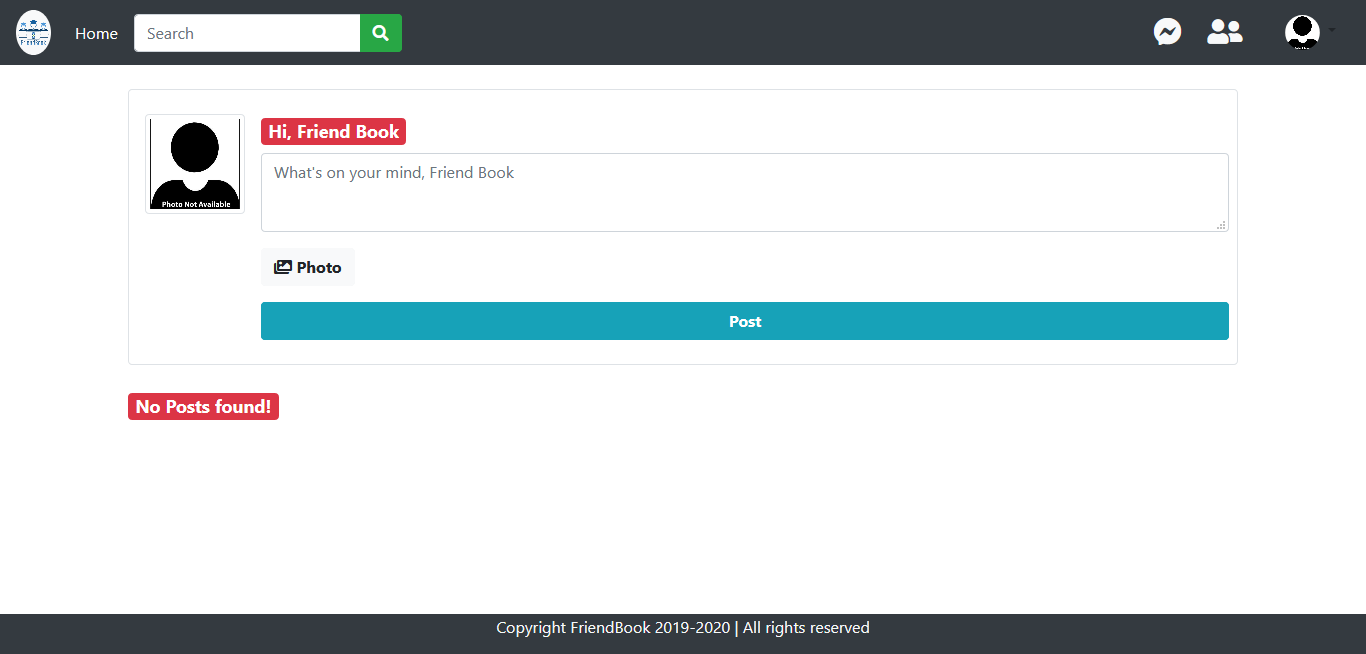 FriendBook
Home
Search
Hi, Friend Book
What's on your mind, Friend Book
Photo Not Available
Photo
Post
No Posts found!
Copyright FriendBook 2019-2020 | All rights reserved